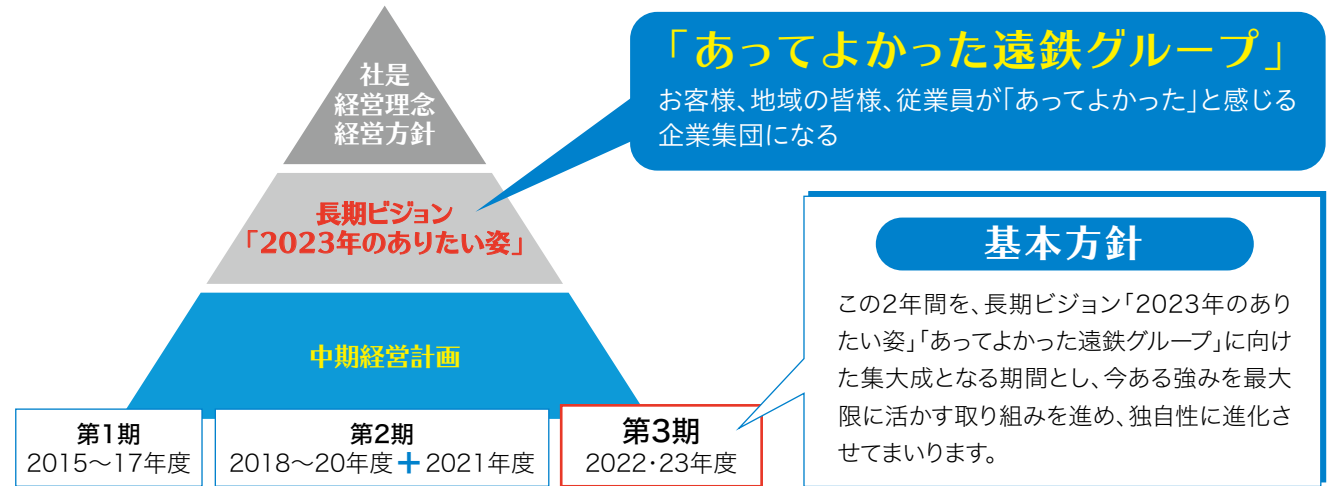 社是
経営理念
経営方針
「あってよかった遠鉄グループ」
お客様、地域の皆様、従業員が「あってよかった」と感じる
企業集団になる
長期ビジョン
「2023年のありたい姿」
中期経営計画
第1期
2015〜17年度
第2期
2018〜20年度+2021年度
第3期
2022・23年度
基本方針
この2年間を、長期ビジョン「2023年のあり
たい姿」「あってよかった遠鉄グループ」に向け
た集大成となる期間とし、今ある強みを最大
限に活かす取り組みを進め、独自性に進化さ
せてまいります。